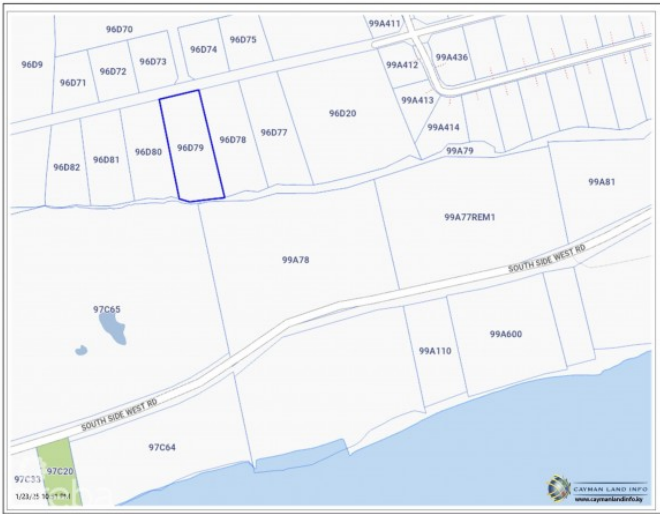 99A411
96D70
96D74
96D75
96D9
96D73
96D72
96D71
99A412
99A436
99A413
99A414
96D20
96D77
96D78
96D79
96D80
96D81
96D82
99A79
99A81
99A77REM1
99A78
SOUTH SIDE WEST RD
97C65
99A110
99A600
SOUTH SIDE WEST RD
97C64
97C20
97C33
CAYMAN LAND INFO
www.caymanlandinfo.ky